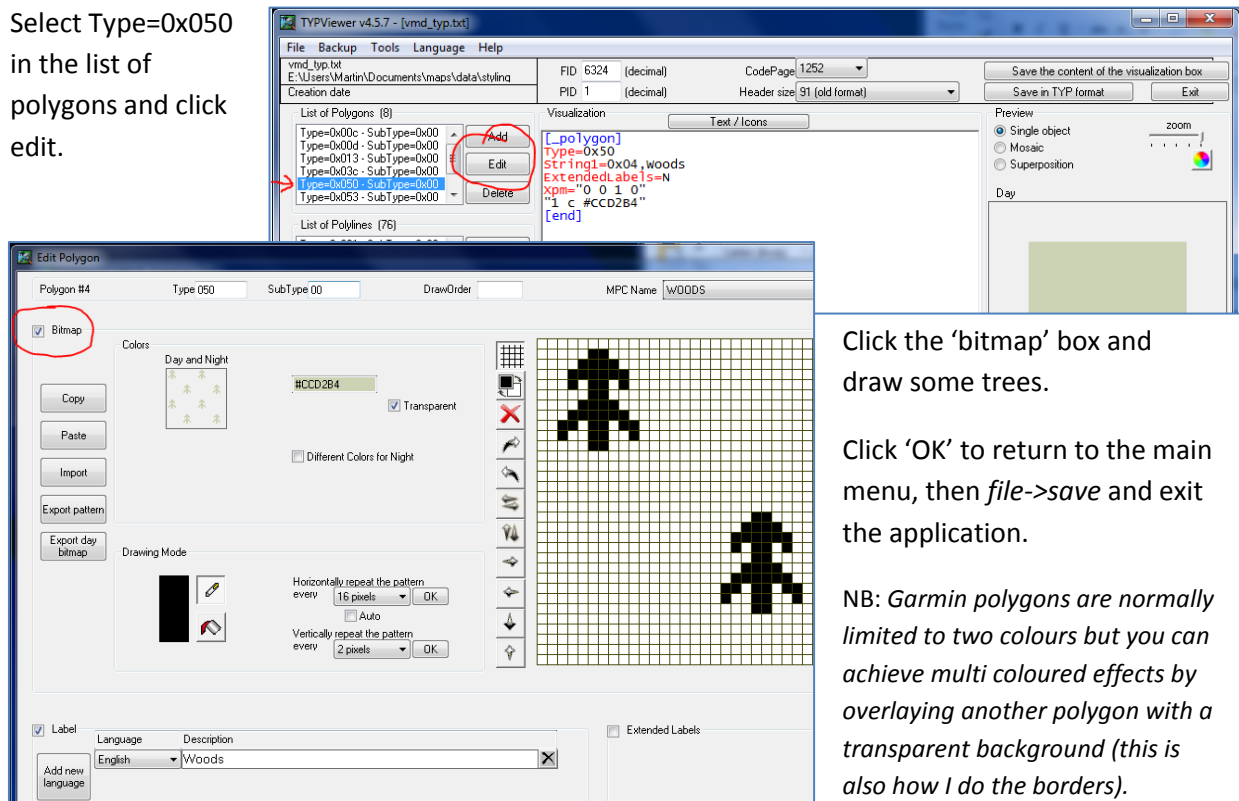 Select Type=0x050
in the list of
polygons and click
edit.
TYPViewer v4.5.7 - [vmd_typ.txt]
File Backup Tools Language Help
vmd_typ.txt
E:\Users\Martin\Documents\maps\data\styling
Creation date
FID 6324 (decimal)
PID 1 (decimal)
CodePage 1252
Header size 91 (old format)
Save the content of the visualization box
Save in TYP format Exit
List of Polygons (8)
Type=0x00c - SubType=0x00
Type=0x00d - SubType=0x00
Type=0x013 - SubType=0x00
Type=0x03c - SubType=0x00
Type=0x050 - SubType=0x00
Type=0x053 - SubType=0x00
Add
Edit
Delete
List of Polylines (76)
Visualization
Text / Icons
[_polygon]
Type=0x50
String1=0x04,Woods
ExtendedLabels=N
Xpm="0 0 1 0"
"1 c #CCD2B4"
[end]
Preview
Single object
Mosaic
Superposition
zoom
Day
Edit Polygon
Polygon #4 Type 050 SubType 00 DrawOrder MPC Name WOODS
Bitmap
Copy
Paste
Import
Export pattern
Export day
bitmap
Colors
Day and Night
#CCD2B4
Transparent
Different Colors for Night
Drawing Mode
Horizontally repeat the pattern
every 16 pixels OK
Auto
Vertically repeat the pattern
every 2 pixels OK
Label
Language Description
Add new
language
English Woods
Extended Labels
Click the ‘bitmap’ box and
draw some trees.
Click ‘OK’ to return to the main
menu, then file->save and exit
the application.
NB: Garmin polygons are normally
limited to two colours but you can
achieve multi coloured effects by
overlaying another polygon with a
transparent background (this is
also how I do the borders).